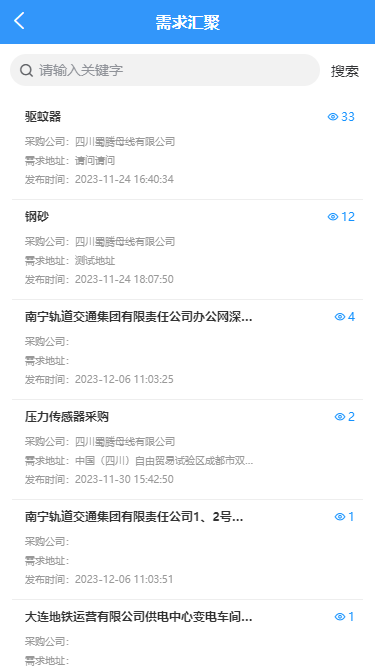 需求汇聚
请输入关键字
搜索
驱蚊器
33
采购公司：四川蜀腾母线有限公司
需求地址：请问请问
发布时间：2023-11-24 16:40:34
钢砂
12
采购公司：四川蜀腾母线有限公司
需求地址：测试地址
发布时间：2023-11-24 18:07:50
南宁轨道交通集团有限责任公司办公网深...
4
采购公司：
需求地址：
发布时间：2023-12-06 11:03:25
压力传感器采购
2
采购公司：四川蜀腾母线有限公司
需求地址：中国（四川）自由贸易试验区成都市双...
发布时间：2023-11-30 15:42:50
南宁轨道交通集团有限责任公司1、2号...
1
采购公司：
需求地址：
发布时间：2023-12-06 11:03:51
大连地铁运营有限公司供电中心变电车间...
1
采购公司：
需求地址：